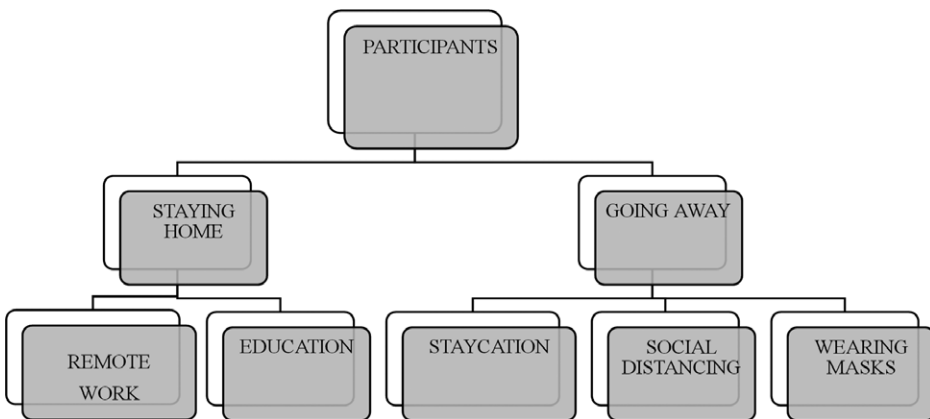 PARTICIPANTS
STAYING
HOME
GOING AWAY
REMOTE
WORK
EDUCATION
STAYCATION
SOCIAL
DISTANCING
WEARING
MASKS